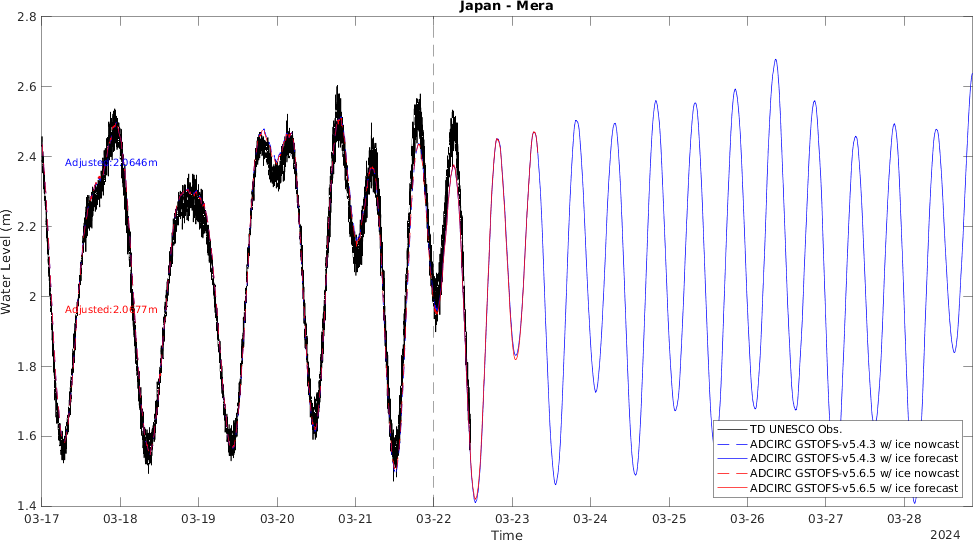 Japan - Mera
2.8
2.6
2.4
2.2
2
1.8
1.6
1.4
Water Level (m)
Adjusted:2.0646m
Adjusted:2.0677m
TD UNESCO Obs.
ADCIRC GSTOFS-v5.4.3 w/ ice nowcast
ADCIRC GSTOFS-v5.4.3 w/ ice forecast
ADCIRC GSTOFS-v5.6.5 w/ ice nowcast
ADCIRC GSTOFS-v5.6.5 w/ ice forecast
03-17 03-18 03-19 03-20 03-21 03-22 03-23 03-24 03-25 03-26 03-27 03-28
Time
2024